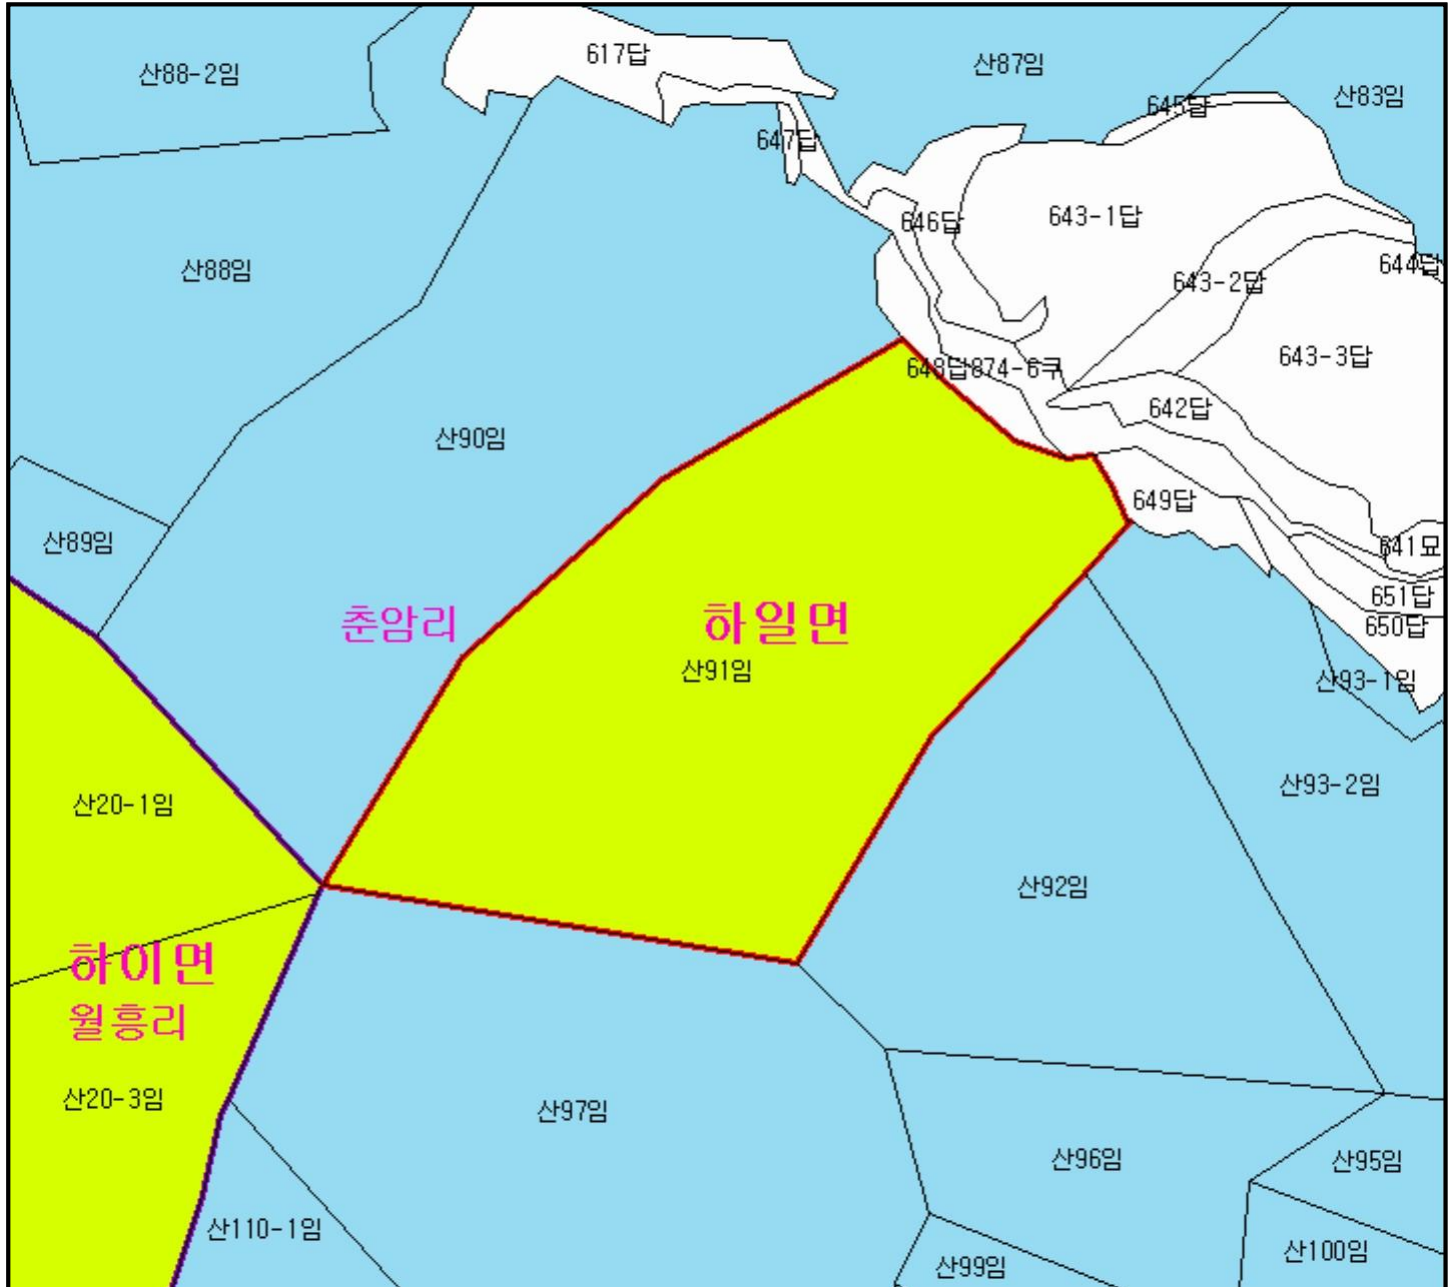 617답
산87임
산88-2임
산83임
645답
647답
643-1답
646답
644답
산88임
643-2답
643-3답
648답
874-6구
642답
산90임
649답
산89임
641묘
651답
춘암리
하일면
650답
산91임
산93-1임
산93-2임
산20-1임
산92임
하이면
월흥리
산20-3임
산97임
산96임
산95임
산110-1임
산100임
산99임